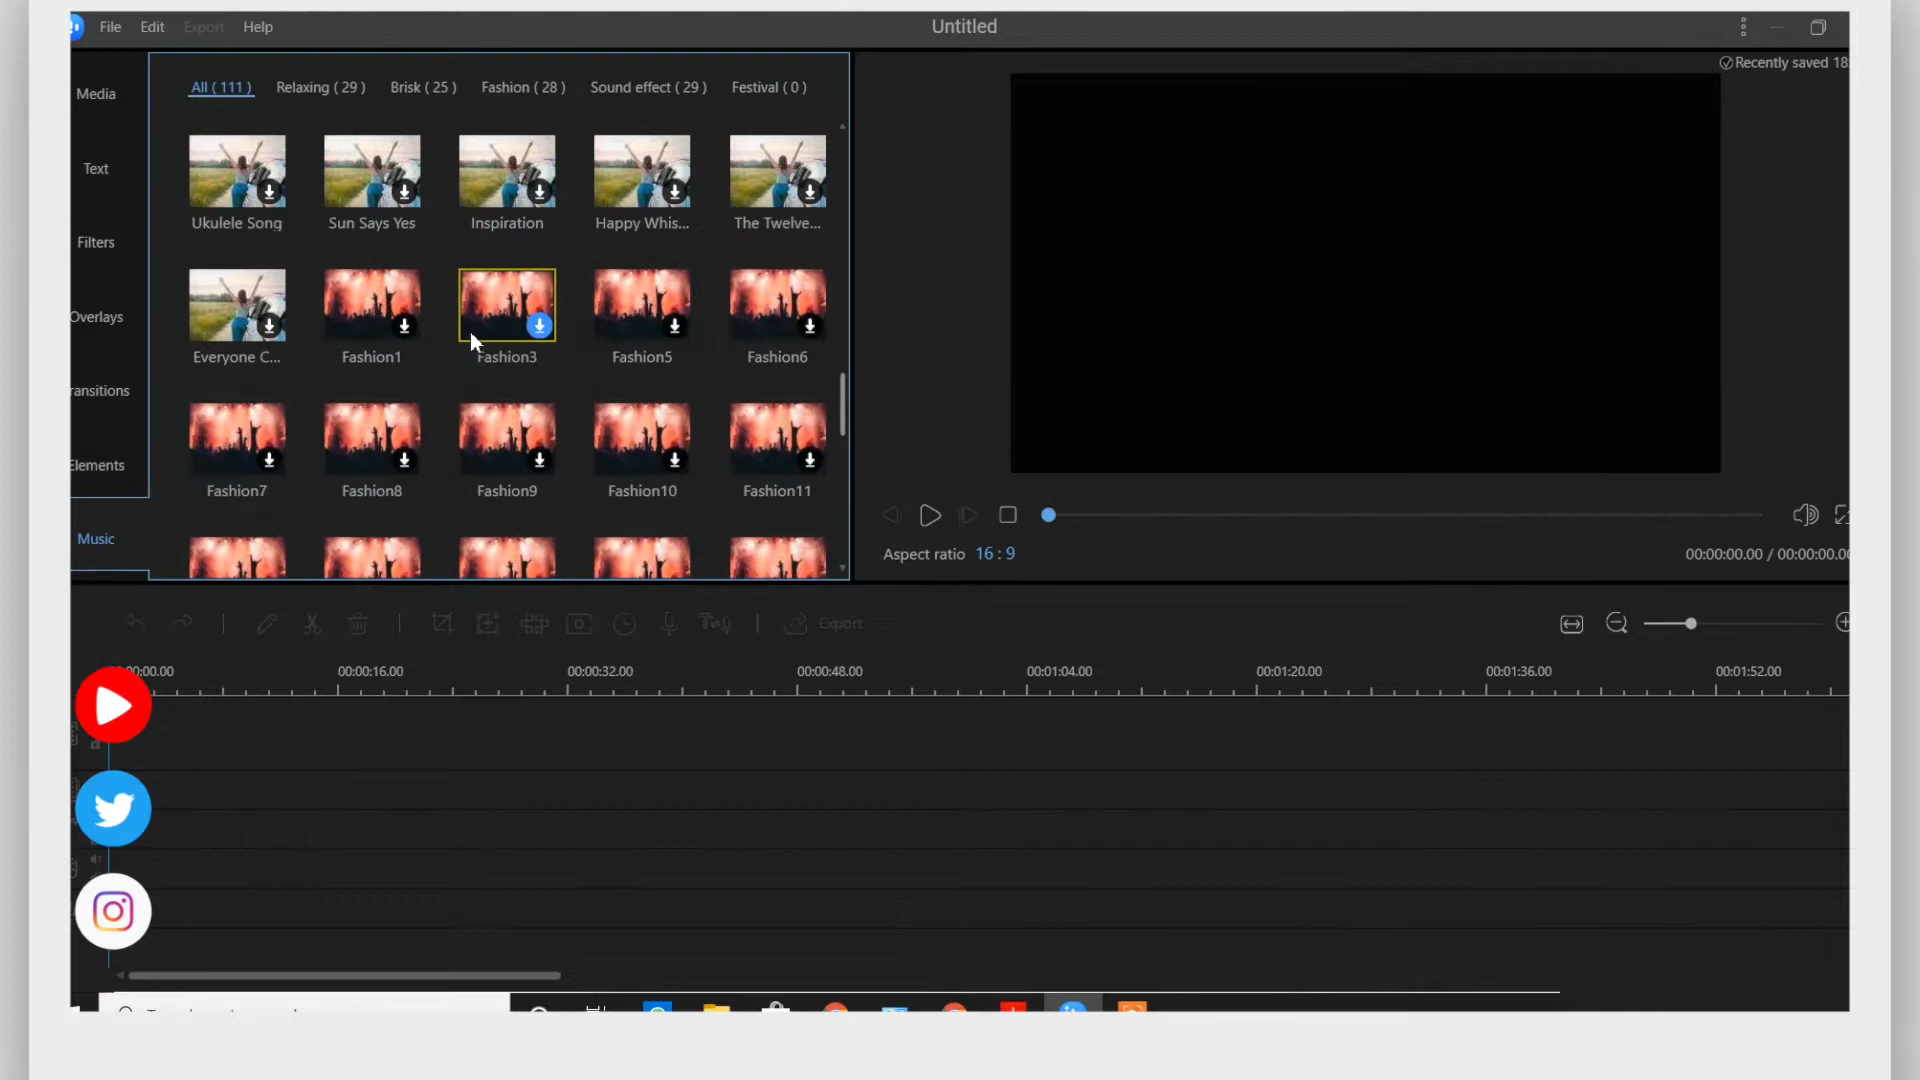 File Edit Export Help
Untitled
Recently saved 18:
Media
Text
Filters
Overlays
ransitions
Elements
Music
All ( 111 ) Relaxing ( 29 ) Brisk ( 25 ) Fashion ( 28 ) Sound effect ( 29 ) Festival ( 0 )
Ukulele Song Sun Says Yes Inspiration Happy Whis... The Twelve...
Everyone C... Fashion1 Fashion3 Fashion5 Fashion6
Fashion7 Fashion8 Fashion9 Fashion10 Fashion11
Aspect ratio 16 : 9
00:00:00.00 / 00:00:00.00
Export
00:00:00.00 00:00:16.00 00:00:32.00 00:00:48.00 00:01:04.00 00:01:20.00 00:01:36.00 00:01:52.00